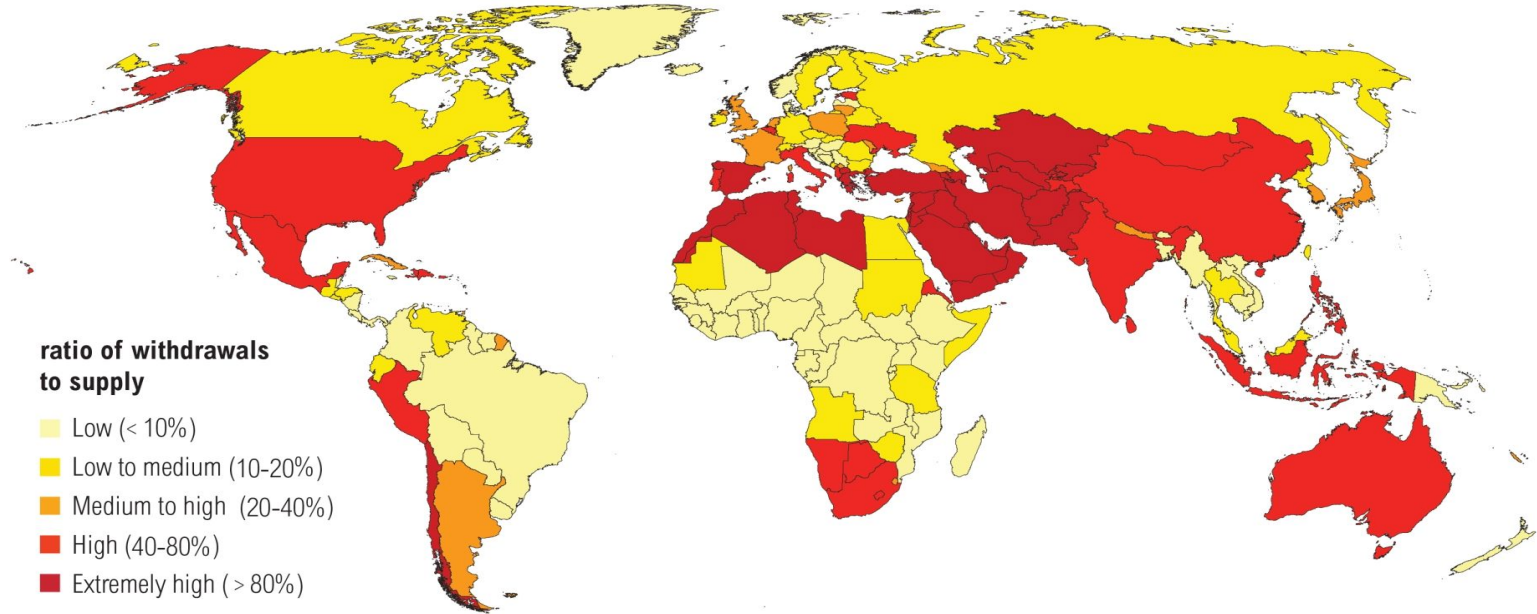 ratio of withdrawals
to supply
Low (< 10%)
Low to medium (10-20%)
Medium to high (20-40%)
High (40-80%)
Extremely high ( > 80%)